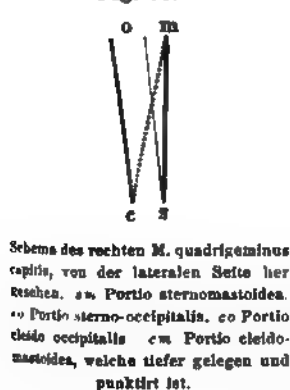 o m
c s
Schema des rechten M. quadrigeminus
capitis, von der lateralen Seite her
gesehen. sm Portio sternomastoidea.
so Portio sterno-occipitalis, co Portio
cleido occipitalis cm Portio cleido-
mastoidea, welche tiefer gelegen und
punktirt ist.